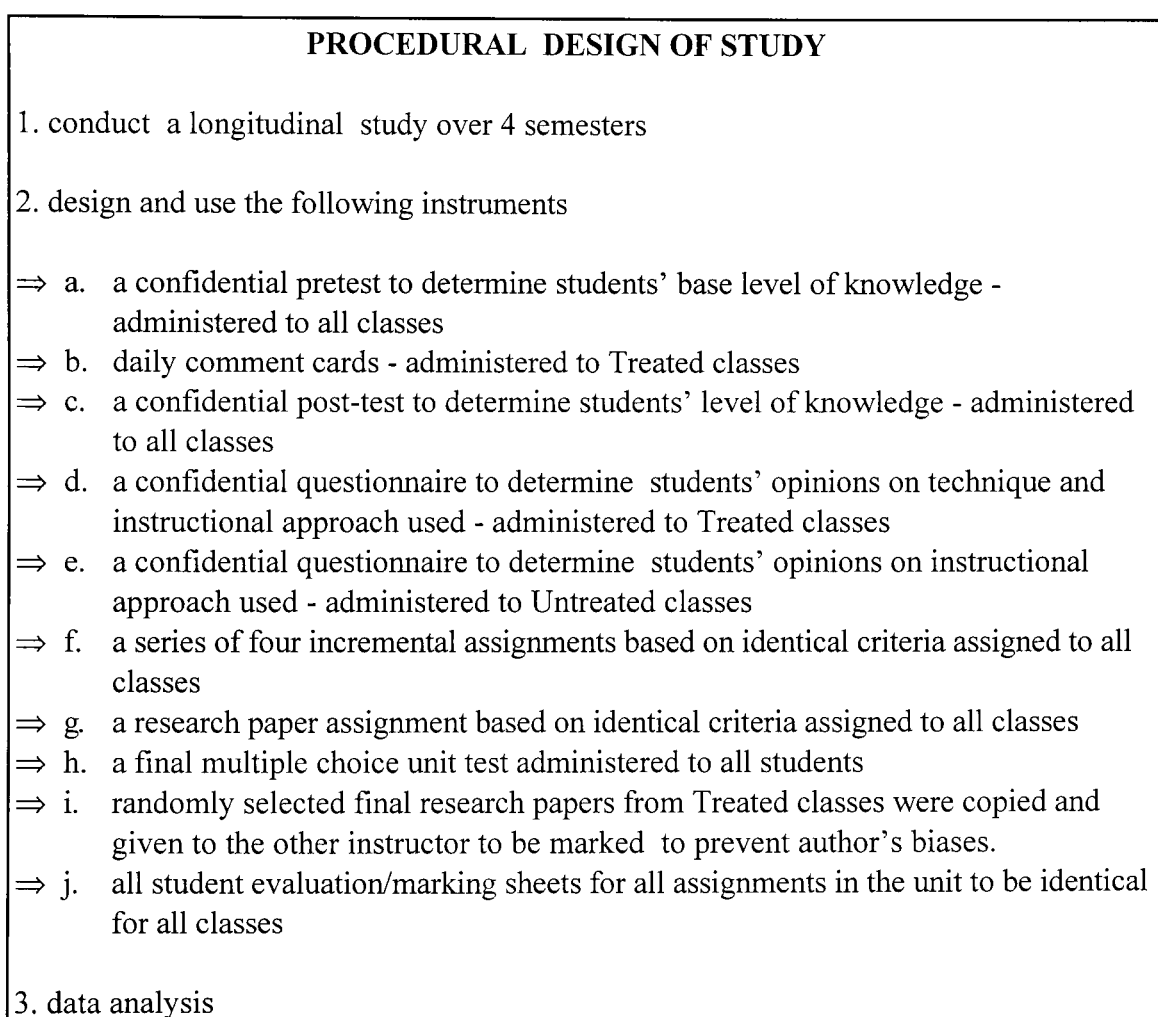 PROCEDURAL DESIGN OF STUDY
1. conduct a longitudinal study over 4 semesters
2. design and use the following instruments
⇒ a. a confidential pretest to determine students' base level of knowledge -
administered to all classes
⇒ b. daily comment cards - administered to Treated classes
⇒ c. a confidential post-test to determine students' level of knowledge - administered
to all classes
⇒ d. a confidential questionnaire to determine students' opinions on technique and
instructional approach used - administered to Treated classes
⇒ e. a confidential questionnaire to determine students' opinions on instructional
approach used - administered to Untreated classes
⇒ f. a series of four incremental assignments based on identical criteria assigned to all
classes
⇒ g. a research paper assignment based on identical criteria assigned to all classes
⇒ h. a final multiple choice unit test administered to all students
⇒ i. randomly selected final research papers from Treated classes were copied and
given to the other instructor to be marked to prevent author's biases.
⇒ j. all student evaluation/marking sheets for all assignments in the unit to be identical
for all classes
3. data analysis